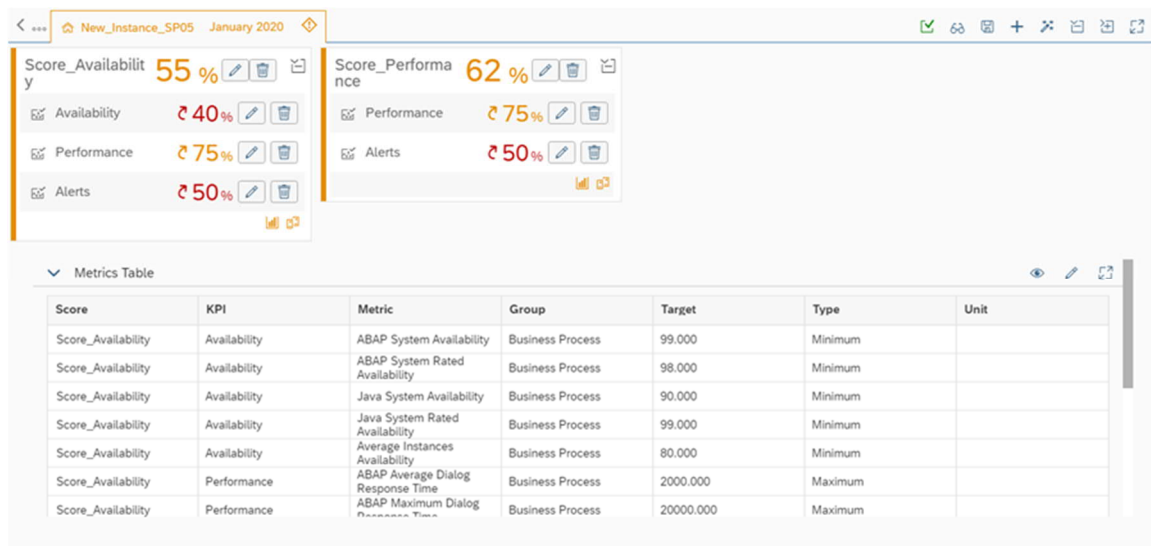 New_Instance_SP05 January 2020
Score_Availabilit
y
55 %
Availability 40%
Performance 75%
Alerts 50%
Score_Performa
nce
62 %
Performance 75%
Alerts 50%
Metrics Table
Score KPI Metric Group Target Type Unit
Score_Availability Availability ABAP System Availability Business Process 99.000 Minimum
Score_Availability Availability ABAP System Rated
Availability Business Process 98.000 Minimum
Score_Availability Availability Java System Availability Business Process 90.000 Minimum
Score_Availability Availability Java System Rated
Availability Business Process 99.000 Minimum
Score_Availability Availability Average Instances
Availability Business Process 80.000 Minimum
Score_Availability Performance ABAP Average Dialog
Response Time Business Process 2000.000 Maximum
Score_Availability Performance ABAP Maximum Dialog
Response Time Business Process 20000.000 Maximum